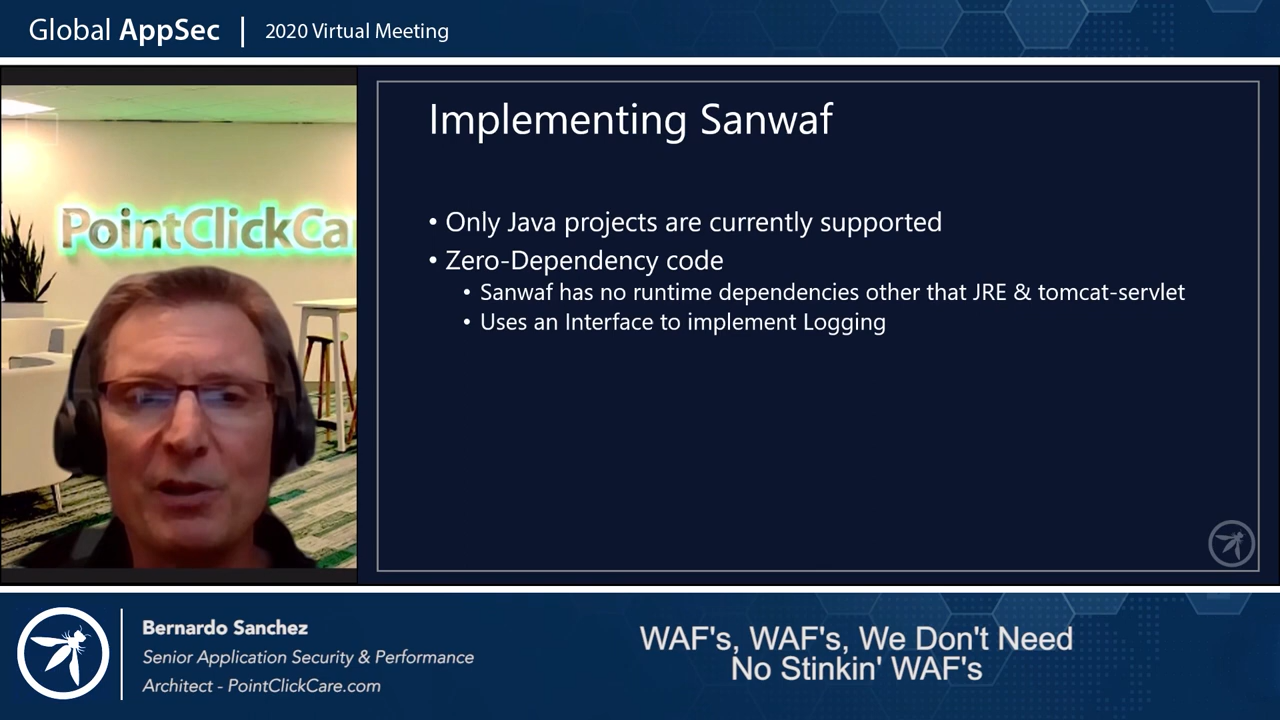 Global AppSec | 2020 Virtual Meeting
PointClickCa
Implementing Sanwaf
• Only Java projects are currently supported
• Zero-Dependency code
• Sanwaf has no runtime dependencies other that JRE & tomcat-servlet
• Uses an Interface to implement Logging
Bernardo Sanchez
Senior Application Security & Performance
Architect - PointClickCare.com
WAF's, WAF's, We Don't Need
No Stinkin' WAF's